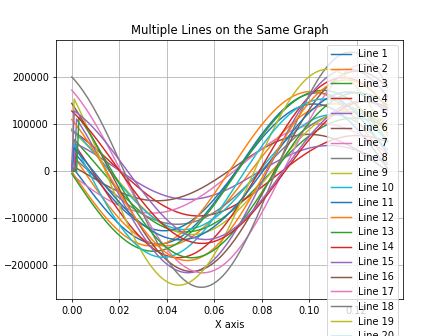 Multiple Lines on the Same Graph
200000
100000
0
−100000
−200000
0.00 0.02 0.04 0.06 0.08 0.10
X axis
Line 1
Line 2
Line 3
Line 4
Line 5
Line 6
Line 7
Line 8
Line 9
Line 10
Line 11
Line 12
Line 13
Line 14
Line 15
Line 16
Line 17
Line 18
Line 19
Line 20